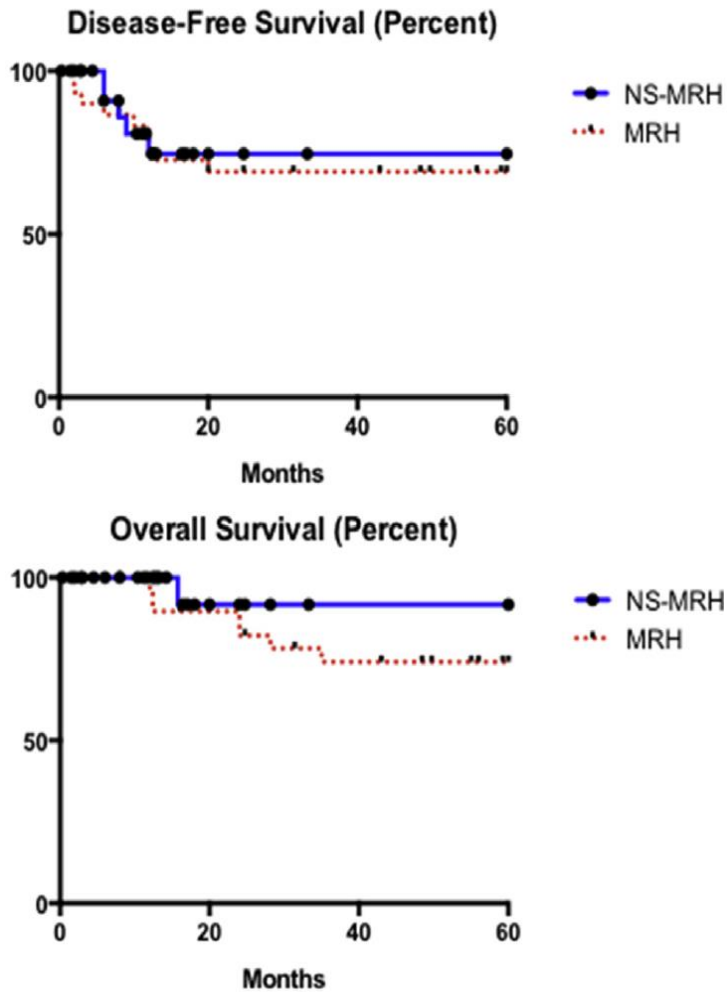 Disease-Free Survival (Percent)
100
50
0
0 20 40 60
Months
NS-MRH
MRH
Overall Survival (Percent)
100
50
0
0 20 40 60
Months
NS-MRH
MRH